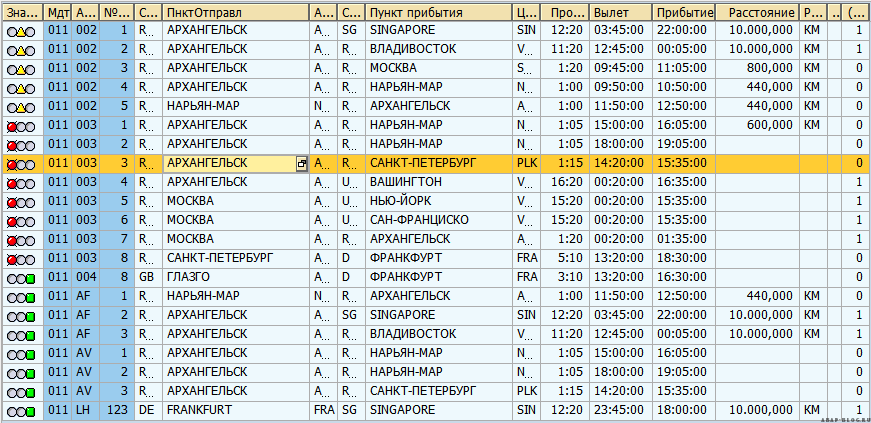 Зна... Мдт А... №... С... ПнктОтправл А... С... Пункт прибытия Ц... Про... Вылет Прибытие Расстояние Р... ... (...
011 002 1 R... АРХАНГЕЛЬСК A... SG SINGAPORE SIN 12:20 03:45:00 22:00:00 10.000,000 KM 1
011 002 2 R... АРХАНГЕЛЬСК A... R... ВЛАДИВОСТОК V... 11:20 12:45:00 00:05:00 10.000,000 KM 1
011 002 3 R... АРХАНГЕЛЬСК A... R... МОСКВА S... 1:20 09:45:00 11:05:00 800,000 KM 0
011 002 4 R... АРХАНГЕЛЬСК A... R... НАРЬЯН-МАР N... 1:00 09:50:00 10:50:00 440,000 KM 0
011 002 5 R... НАРЬЯН-МАР N... R... АРХАНГЕЛЬСК A... 1:00 11:50:00 12:50:00 440,000 KM 0
011 003 1 R... АРХАНГЕЛЬСК A... R... НАРЬЯН-МАР N... 1:05 15:00:00 16:05:00 600,000 KM 0
011 003 2 R... АРХАНГЕЛЬСК A... R... НАРЬЯН-МАР N... 1:05 18:00:00 19:05:00 0
011 003 3 R... АРХАНГЕЛЬСК A... R... САНКТ-ПЕТЕРБУРГ PLK 1:15 14:20:00 15:35:00 0
011 003 4 R... АРХАНГЕЛЬСК A... U... ВАШИНГТОН V... 16:20 00:20:00 16:35:00 1
011 003 5 R... МОСКВА A... U... НЬЮ-ЙОРК V... 15:20 00:20:00 15:35:00 1
011 003 6 R... МОСКВА A... U... САН-ФРАНЦИСКО V... 15:20 00:20:00 15:35:00 1
011 003 7 R... МОСКВА A... R... АРХАНГЕЛЬСК A... 1:20 00:20:00 01:35:00 1
011 003 8 R... САНКТ-ПЕТЕРБУРГ A... D ФРАНКФУРТ FRA 5:10 13:20:00 18:30:00 0
011 004 8 GB ГЛАЗГО A... D ФРАНКФУРТ FRA 3:10 13:20:00 16:30:00 0
011 AF 1 R... НАРЬЯН-МАР N... R... АРХАНГЕЛЬСК A... 1:00 11:50:00 12:50:00 440,000 KM 0
011 AF 2 R... АРХАНГЕЛЬСК A... SG SINGAPORE SIN 12:20 03:45:00 22:00:00 10.000,000 KM 1
011 AF 3 R... АРХАНГЕЛЬСК A... R... ВЛАДИВОСТОК V... 11:20 12:45:00 00:05:00 10.000,000 KM 1
011 AV 1 R... АРХАНГЕЛЬСК A... R... НАРЬЯН-МАР N... 1:05 15:00:00 16:05:00 0
011 AV 2 R... АРХАНГЕЛЬСК A... R... НАРЬЯН-МАР N... 1:05 18:00:00 19:05:00 0
011 AV 3 R... АРХАНГЕЛЬСК A... R... САНКТ-ПЕТЕРБУРГ PLK 1:15 14:20:00 15:35:00 0
011 LH 123 DE FRANKFURT FRA SG SINGAPORE SIN 12:20 23:45:00 18:00:00 10.000,000 KM 1
ABAP-BLOG.RU